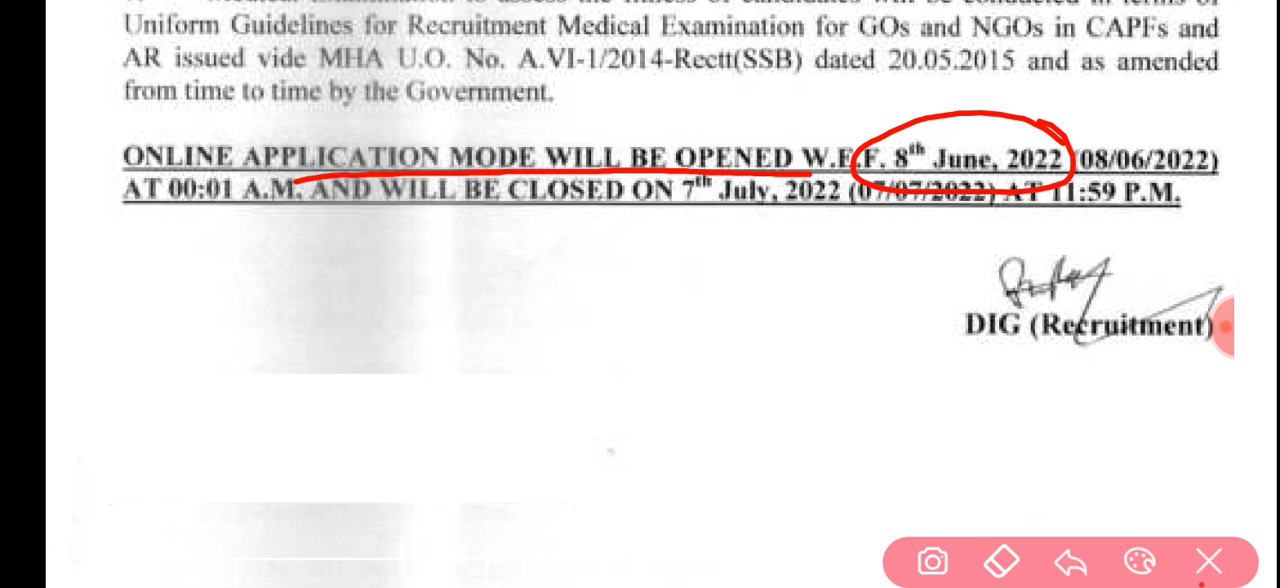 Uniform Guidelines for Recruitment Medical Examination for GOs and NGOs in CAPFs and
AR issued vide MHA U.O. No. A.VI-1/2014-Rectt(SSB) dated 20.05.2015 and as amended
from time to time by the Government.
ONLINE APPLICATION MODE WILL BE OPENED W.E.F. 8th June, 2022 (08/06/2022)
AT 00:01 A.M. AND WILL BE CLOSED ON 7th July, 2022 (07/07/2022) AT 11:59 P.M.
DIG (Recruitment)